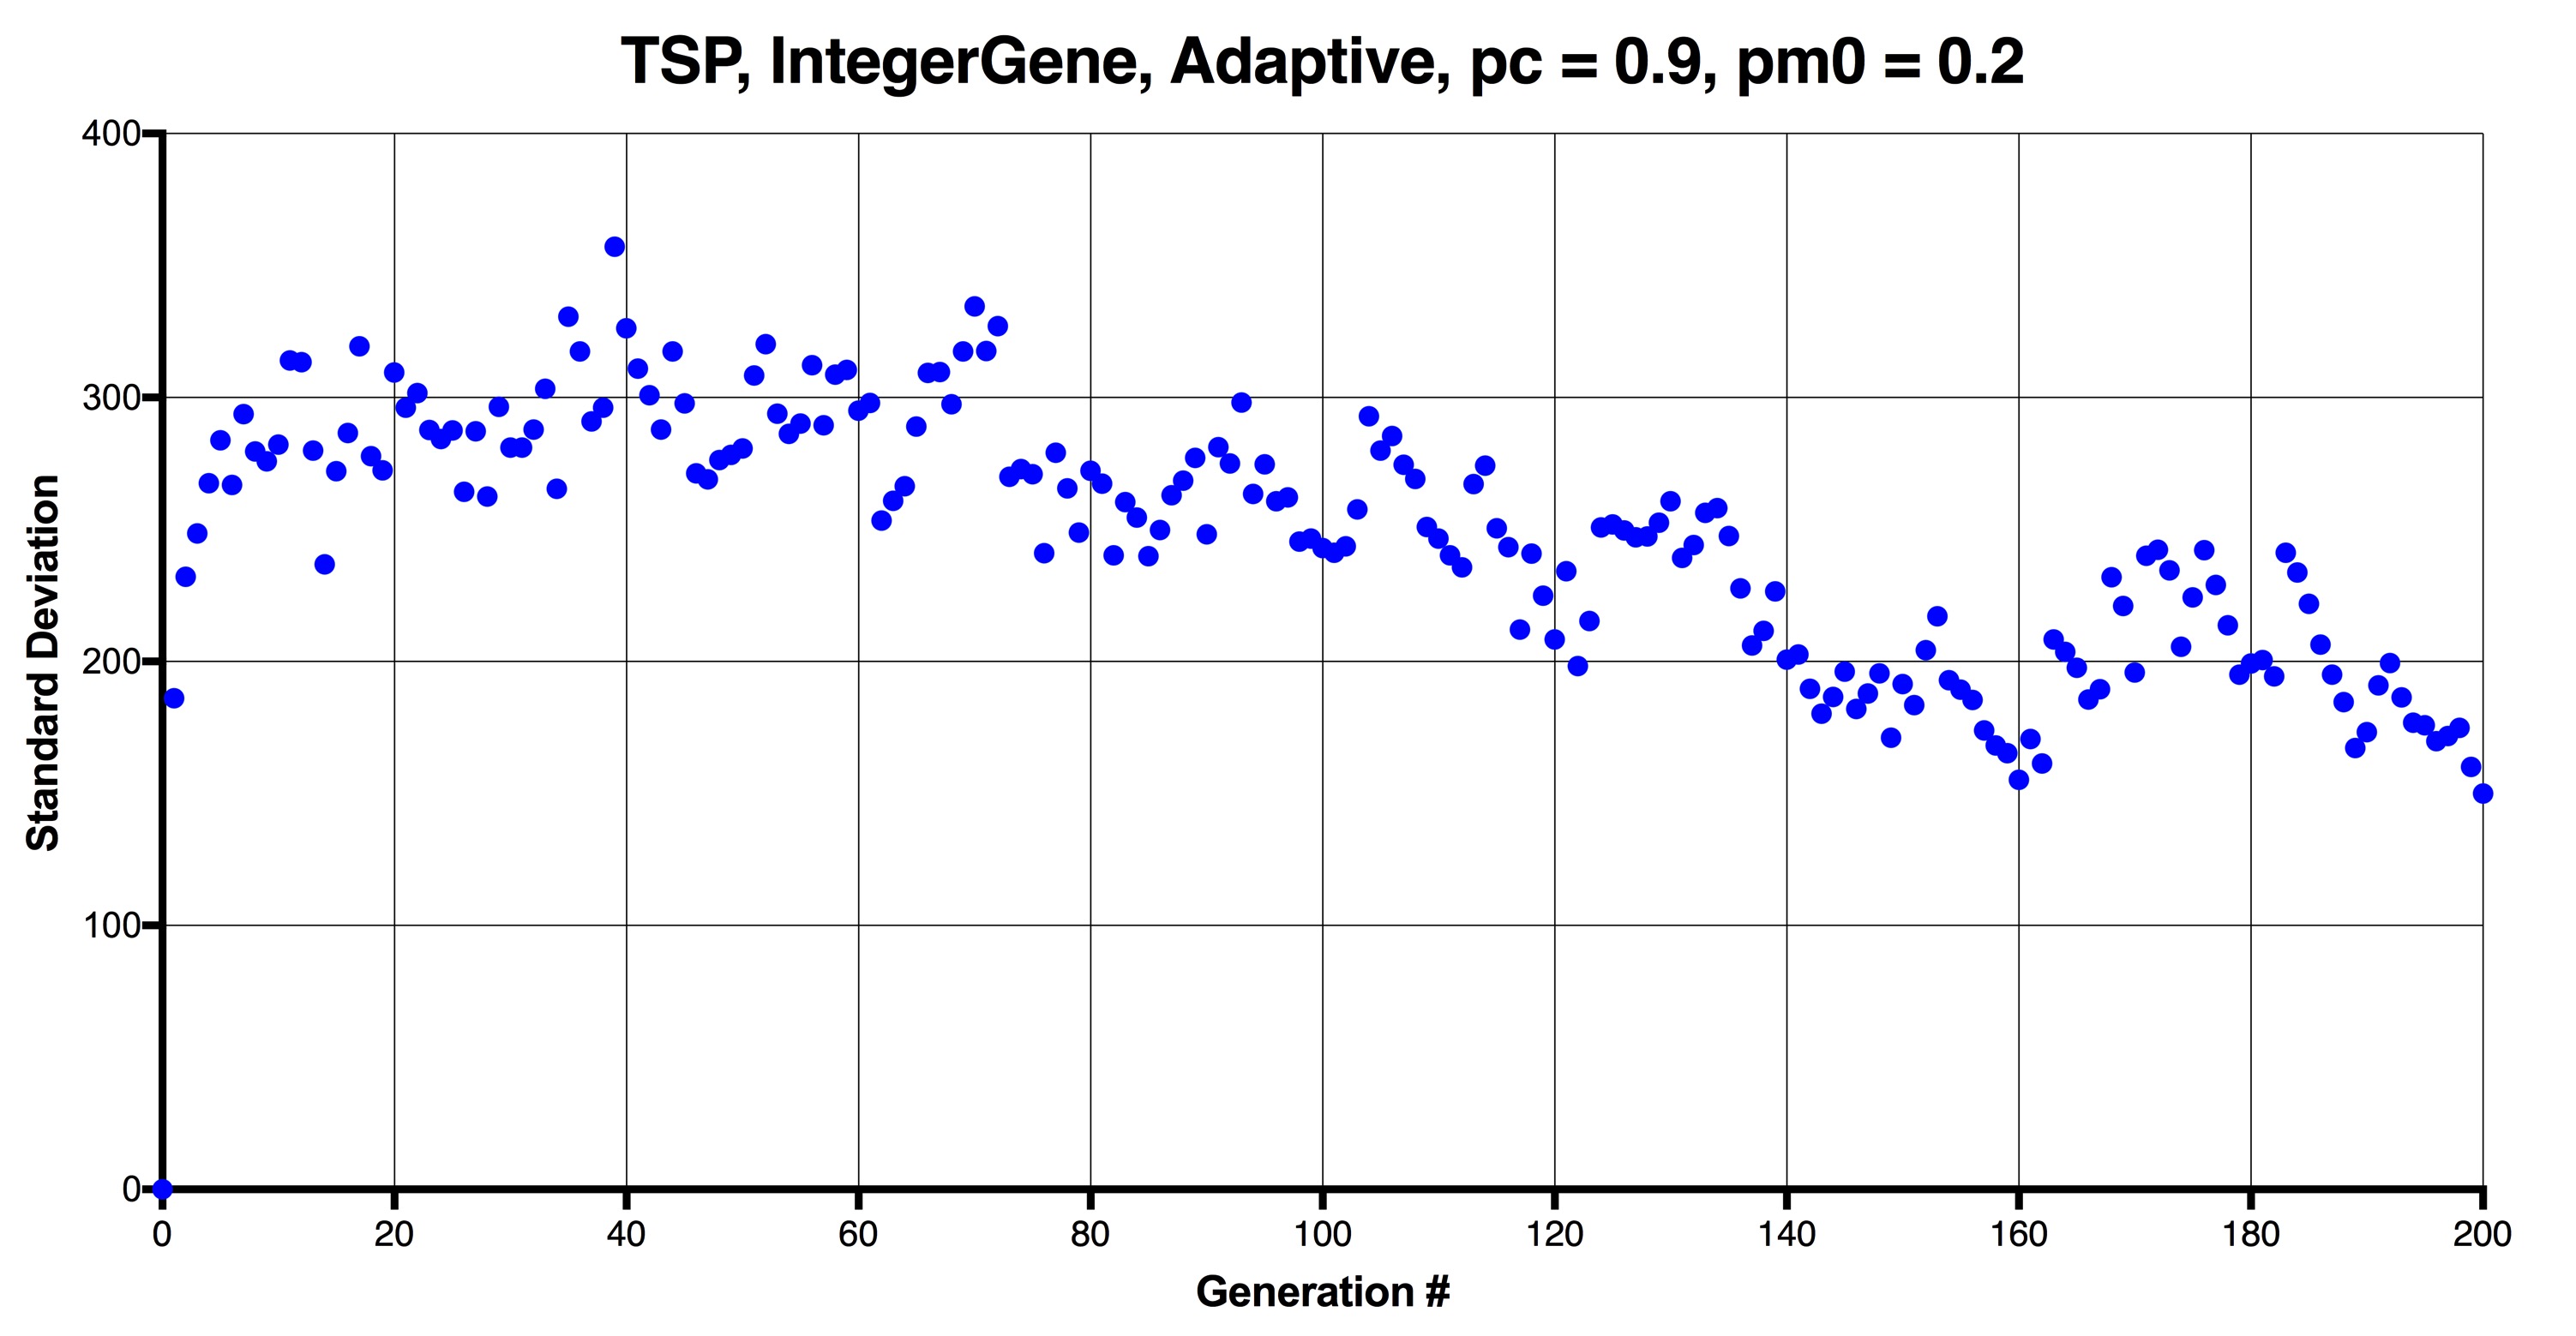 TSP, IntegerGene, Adaptive, pc = 0.9, pm0 = 0.2
400
300
200
100
0
Standard Deviation
0 20 40 60 80 100 120 140 160 180 200
Generation #